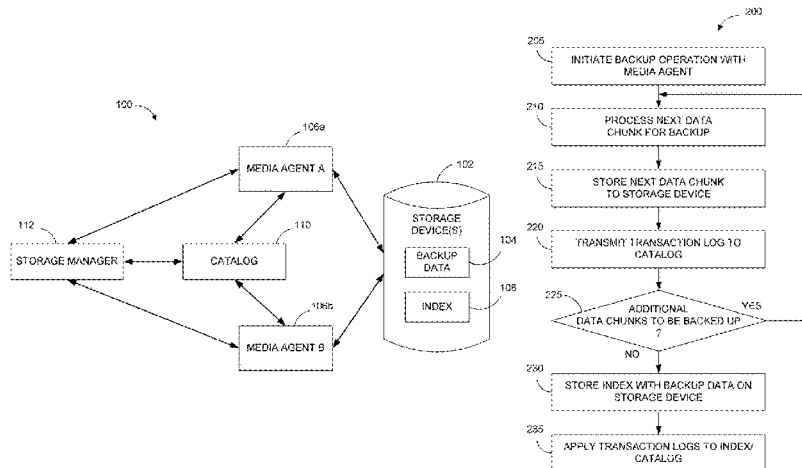 100
106a
MEDIA AGENT A
112
STORAGE MANAGER
110
CATALOG
106b
MEDIA AGENT B
102
STORAGE
DEVICE(S)
BACKUP
DATA
104
INDEX
108
200
205
INITIATE BACKUP OPERATION WITH
MEDIA AGENT
210
PROCESS NEXT DATA
CHUNK FOR BACKUP
215
STORE NEXT DATA CHUNK
TO STORAGE DEVICE
220
TRANSMIT TRANSACTION LOG TO
CATALOG
225
ADDITIONAL
DATA CHUNKS TO BE BACKED UP
?
YES
NO
230
STORE INDEX WITH BACKUP DATA ON
STORAGE DEVICE
235
APPLY TRANSACTION LOGS TO INDEX/
CATALOG